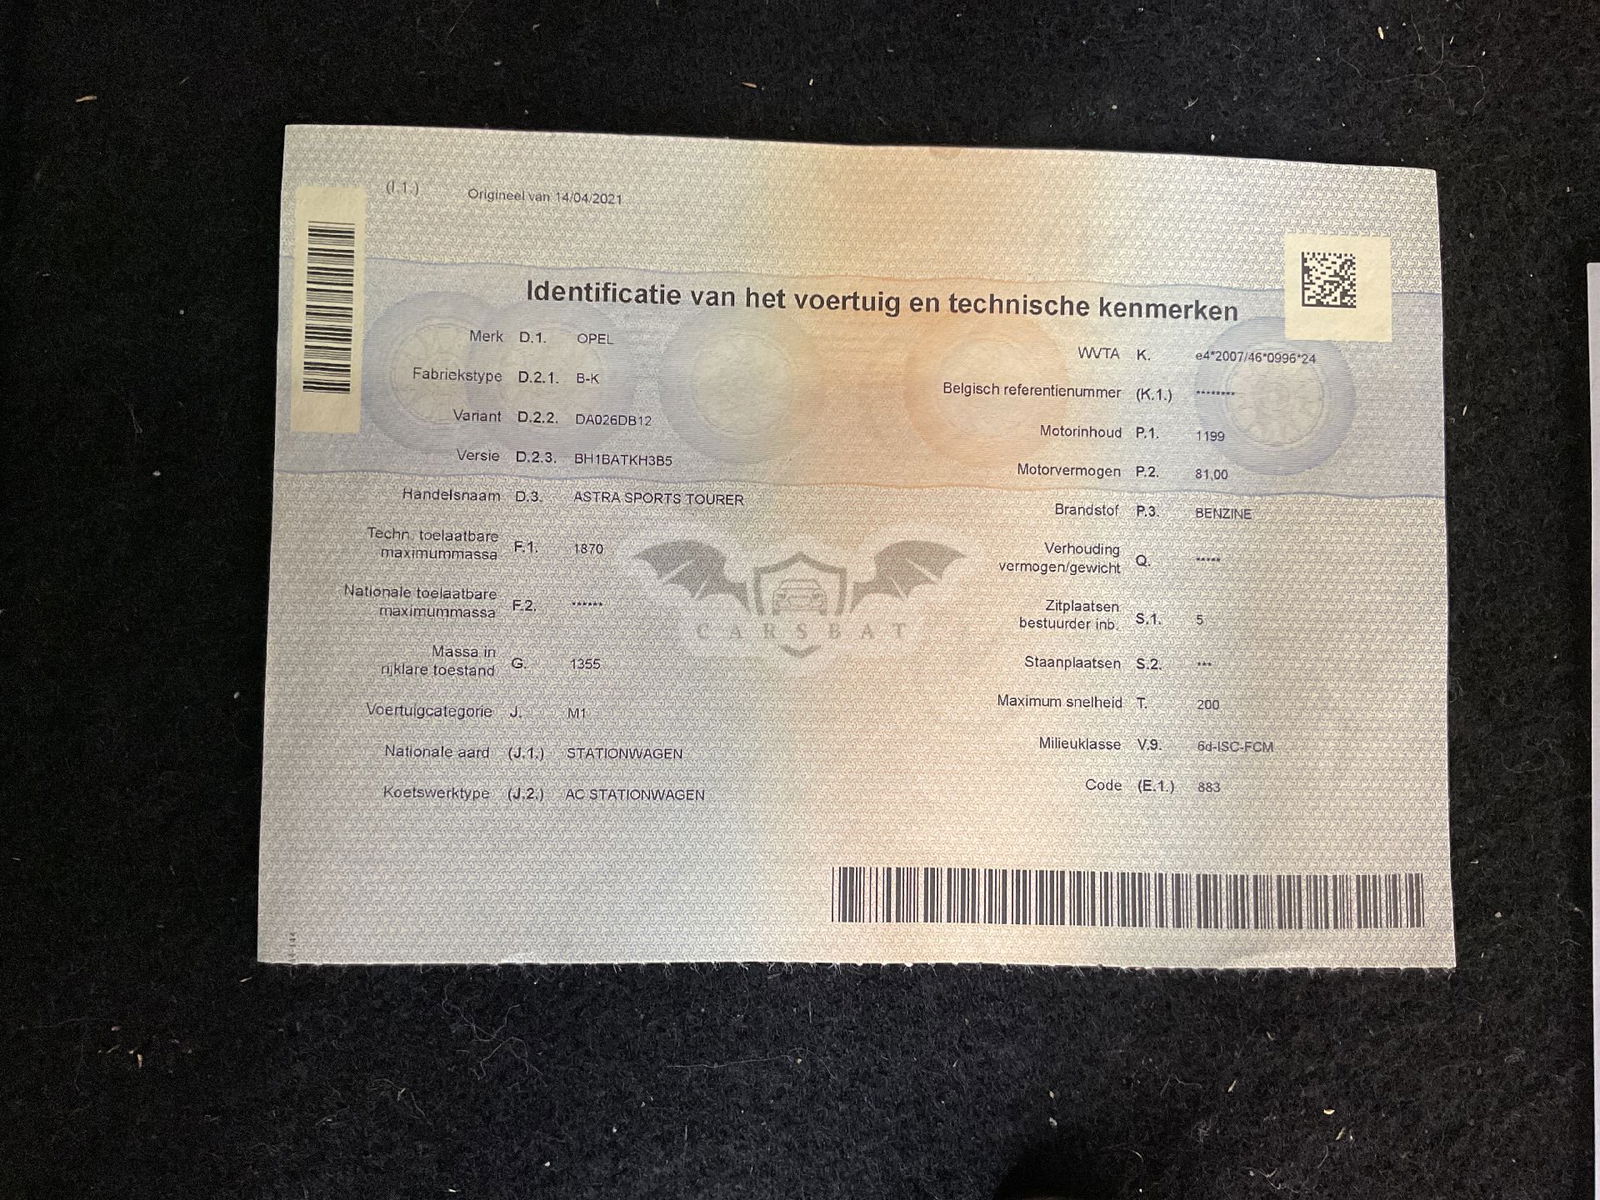 (I.1.) Origineel van 14/04/2021
Identificatie van het voertuig en technische kenmerken
Merk D.1. OPEL
Fabriekstype D.2.1. B-K
Variant D.2.2. DA026DB12
Versie D.2.3. BH1BATKH3B5
Handelsnaam D.3. ASTRA SPORTS TOURER
Techn. toelaatbare
maximummassa F.1. 1870
Nationale toelaatbare
maximummassa F.2. ******
Massa in
rijklare toestand G. 1355
Voertuigcategorie J. M1
Nationale aard (J.1.) STATIONWAGEN
Koetswerktype (J.2.) AC STATIONWAGEN
WVTA K. e4*2007/46*0996*24
Belgisch referentienummer (K.1.) ********
Motorinhoud P.1. 1199
Motorvermogen P.2. 81,00
Brandstof P.3. BENZINE
Verhouding
vermogen/gewicht Q. *****
Zitplaatsen
bestuurder inb. S.1. 5
Staanplaatsen S.2. ***
Maximum snelheid T. 200
Milieuklasse V.9. 6d-ISC-FCM
Code (E.1.) 883
CARSBAT